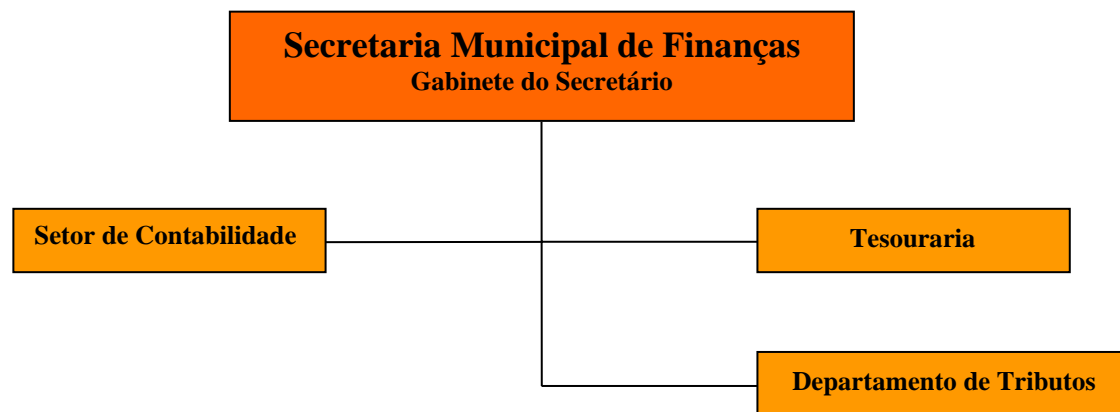 Secretaria Municipal de Finanças
Gabinete do Secretário
Setor de Contabilidade
Tesouraria
Departamento de Tributos